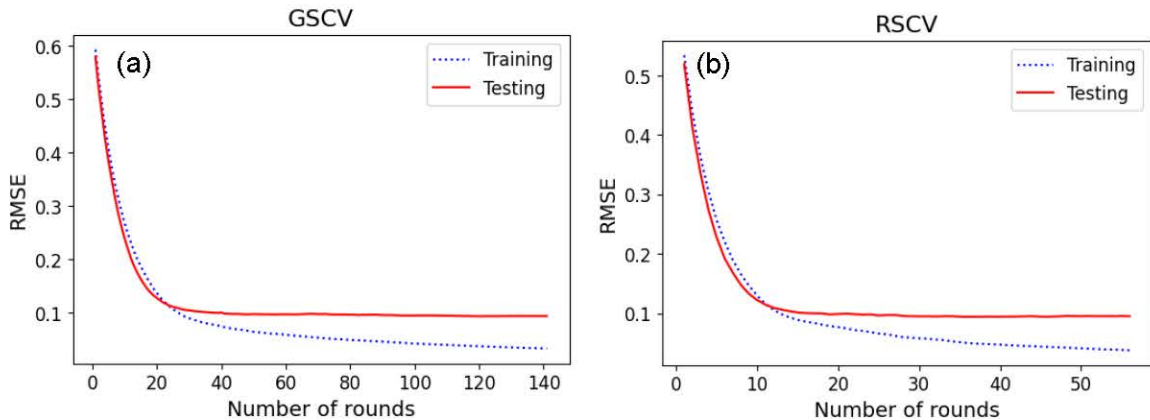 GSCV
(a)
Training
Testing
0.6
0.5
0.4
0.3
0.2
0.1
RMSE
0 20 40 60 80 100 120 140
Number of rounds
RSCV
(b)
Training
Testing
0.5
0.4
0.3
0.2
0.1
RMSE
0 10 20 30 40 50
Number of rounds